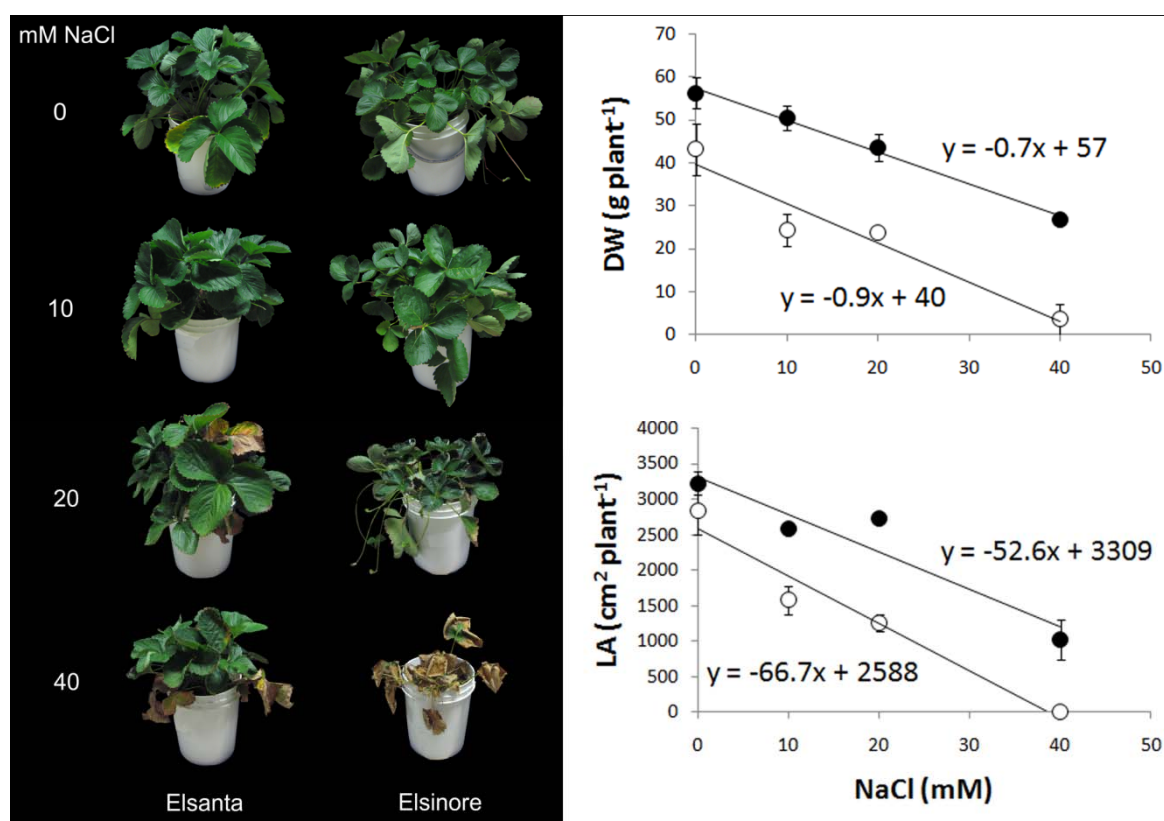 mM NaCl
0
10
20
40
Elsanta Elsinore
DW (g plant⁻¹)
70
60
50
40
30
20
10
0
y = -0.7x + 57
y = -0.9x + 40
0 10 20 30 40 50
LA (cm² plant⁻¹)
4000
3500
3000
2500
2000
1500
1000
500
0
y = -52.6x + 3309
y = -66.7x + 2588
0 10 20 30 40 50
NaCl (mM)